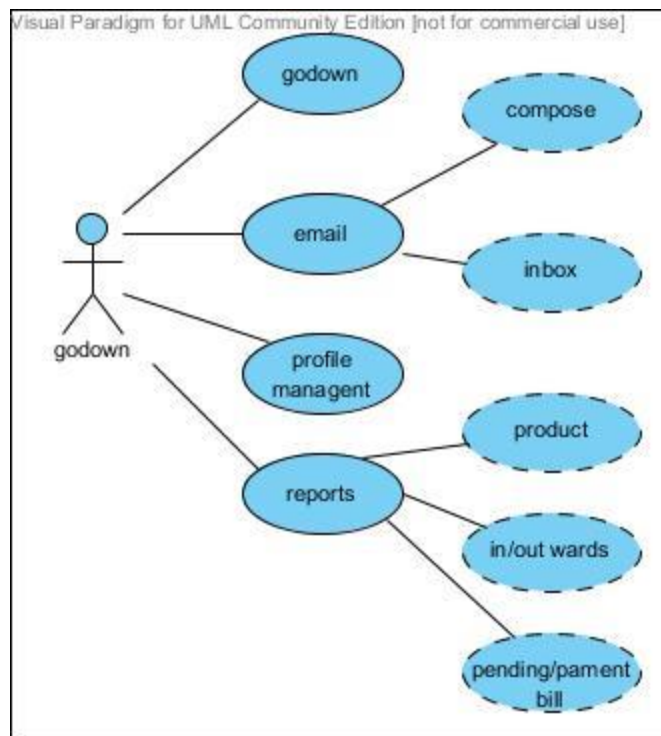 Visual Paradigm for UML Community Edition [not for commercial use]
godown
compose
email
inbox
godown
profile
managent
product
reports
in/out wards
pending/pament
bill